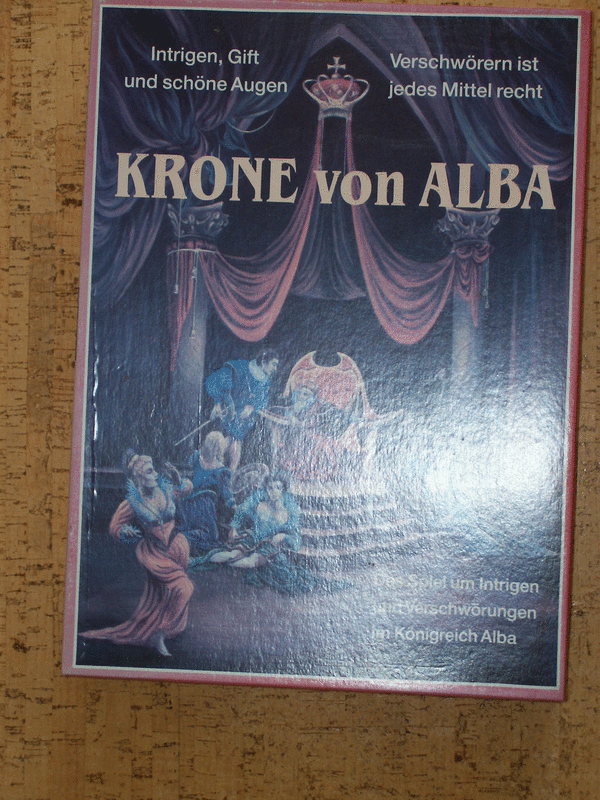 Intrigen, Gift
und schöne Augen
Verschwörern ist
jedes Mittel recht
KRONE von ALBA
Das Spiel um Intrigen
und Verschwörungen
im Königreich Alba